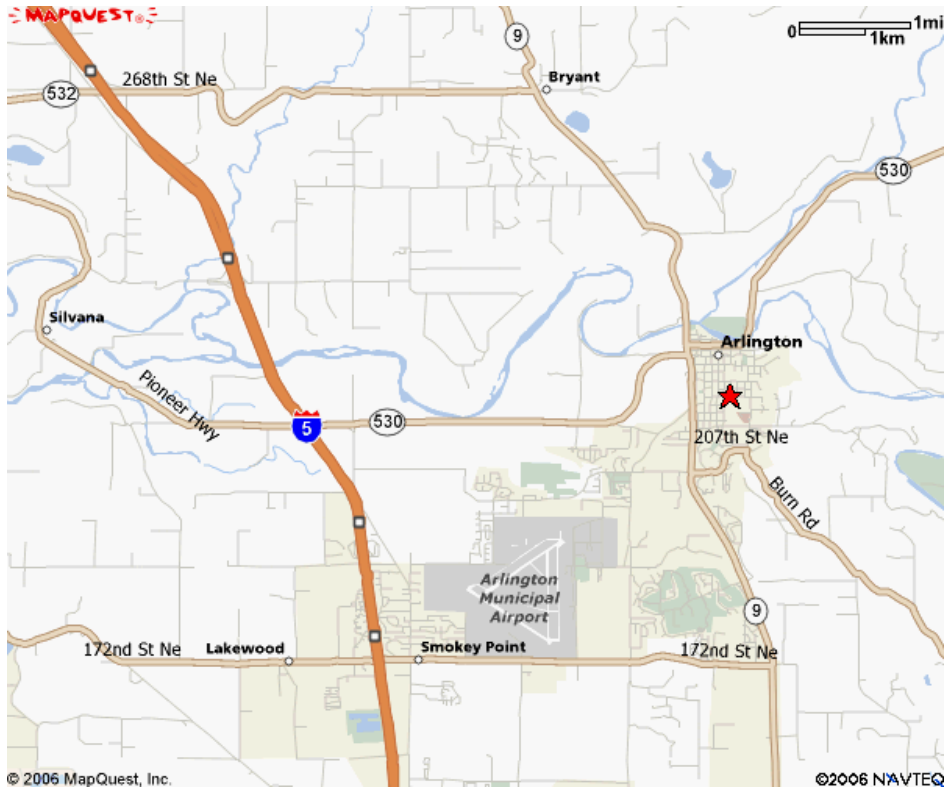 MAPQUEST®
0 1mi
1km
9
268th St Ne
Bryant
532
530
Silvana
Arlington
Pioneer Hwy
5
530
207th St Ne
Burn Rd
Arlington
Municipal
Airport
9
172nd St Ne
Lakewood
Smokey Point
172nd St Ne
© 2006 MapQuest, Inc.
©2006 NAVTEQ